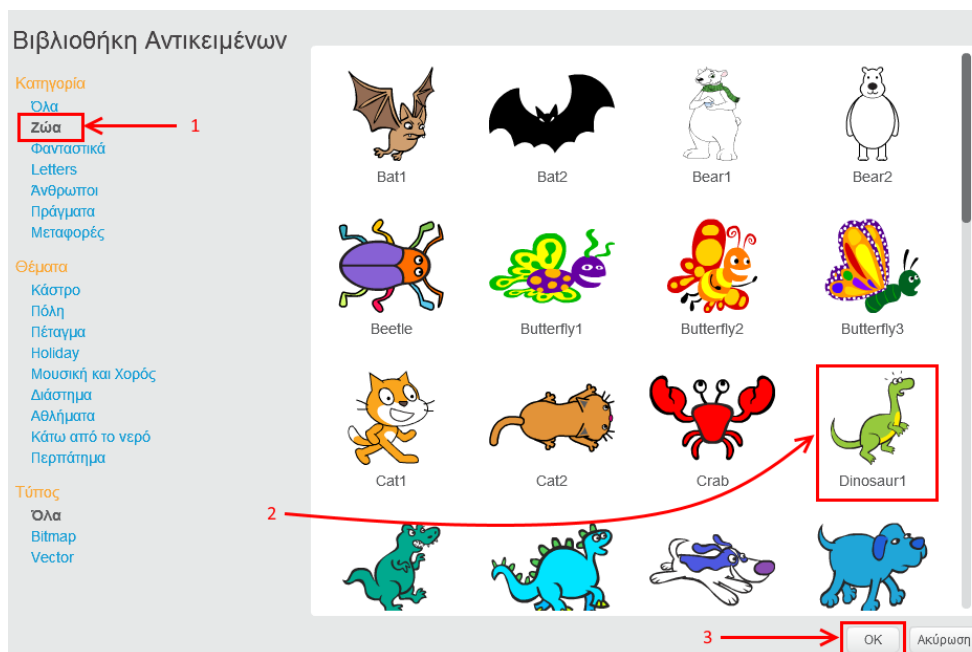 Βιβλιοθήκη Αντικειμένων
Κατηγορία
Όλα
Ζώα
1
Φανταστικά
Letters
Άνθρωποι
Πράγματα
Μεταφορές
Θέματα
Κάστρο
Πόλη
Πέταγμα
Holiday
Μουσική και Χορός
Διάστημα
Αθλήματα
Κάτω από το νερό
Περπάτημα
Τύπος
Όλα
Bitmap
Vector
2
Bat1 Bat2 Bear1 Bear2
Beetle Butterfly1 Butterfly2 Butterfly3
Cat1 Cat2 Crab Dinosaur1
3
OK Ακύρωση